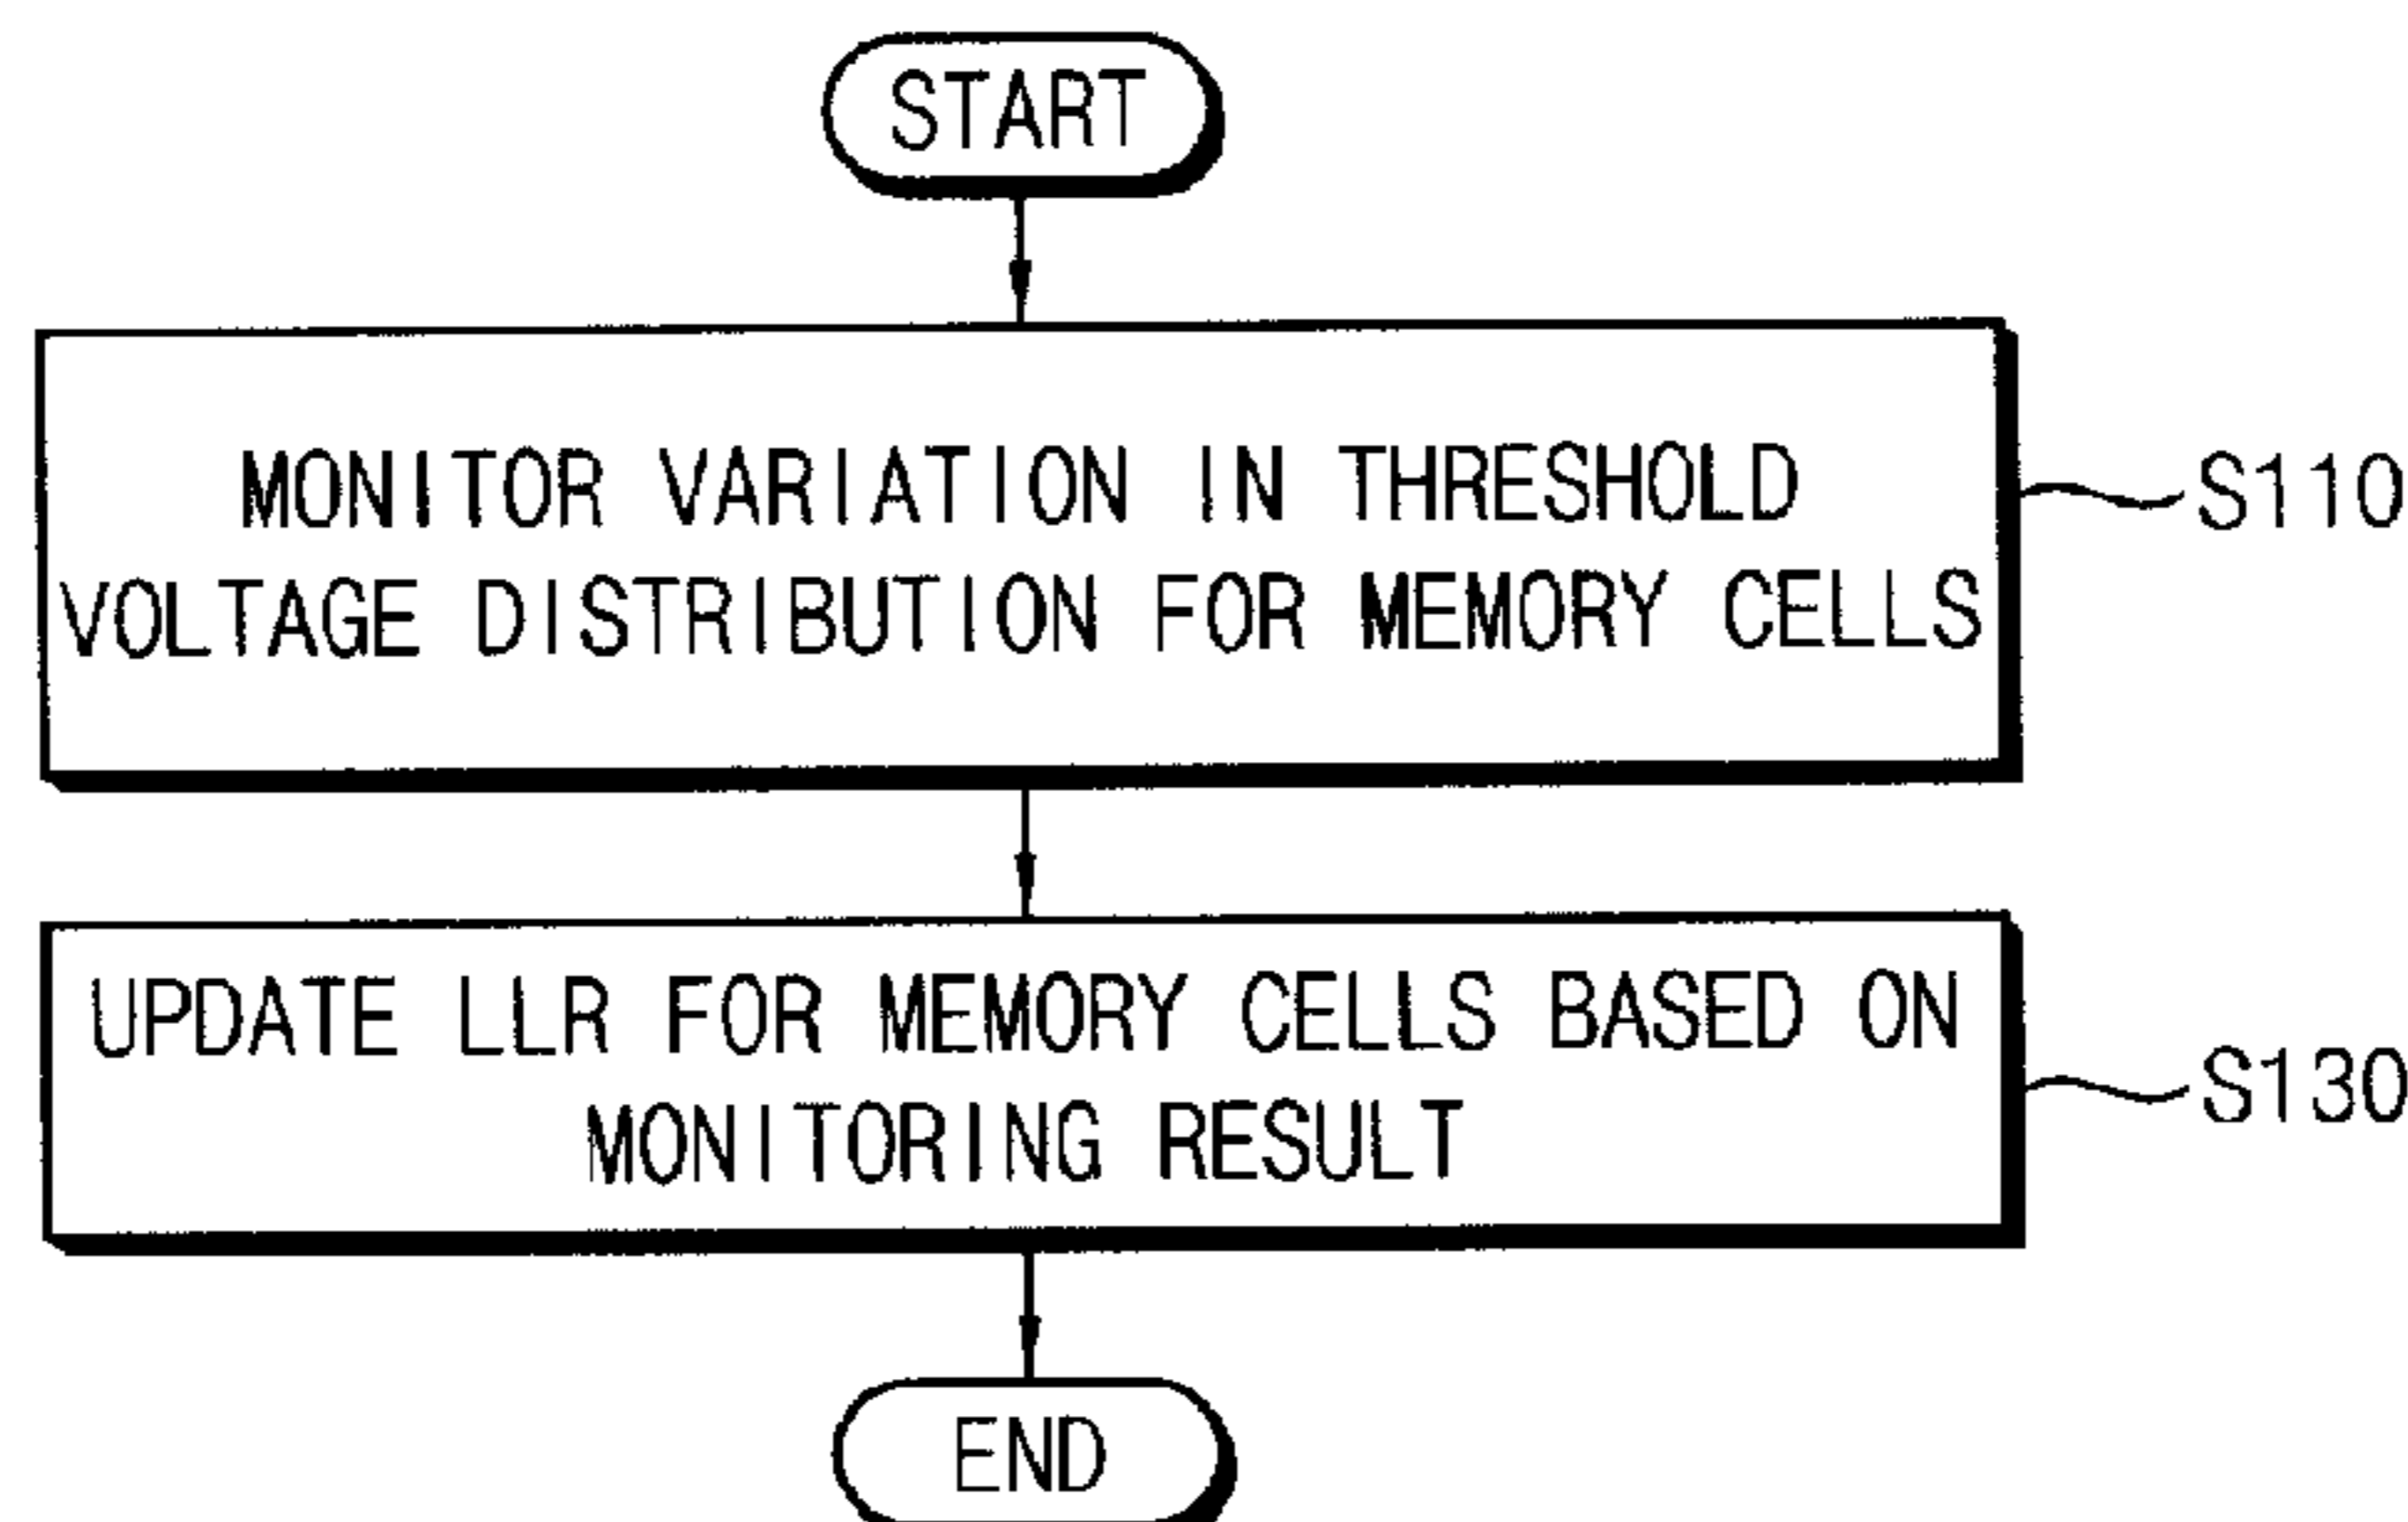 START
MONITOR VARIATION IN THRESHOLD
VOLTAGE DISTRIBUTION FOR MEMORY CELLS
S110
UPDATE LLR FOR MEMORY CELLS BASED ON
MONITORING RESULT
S130
END